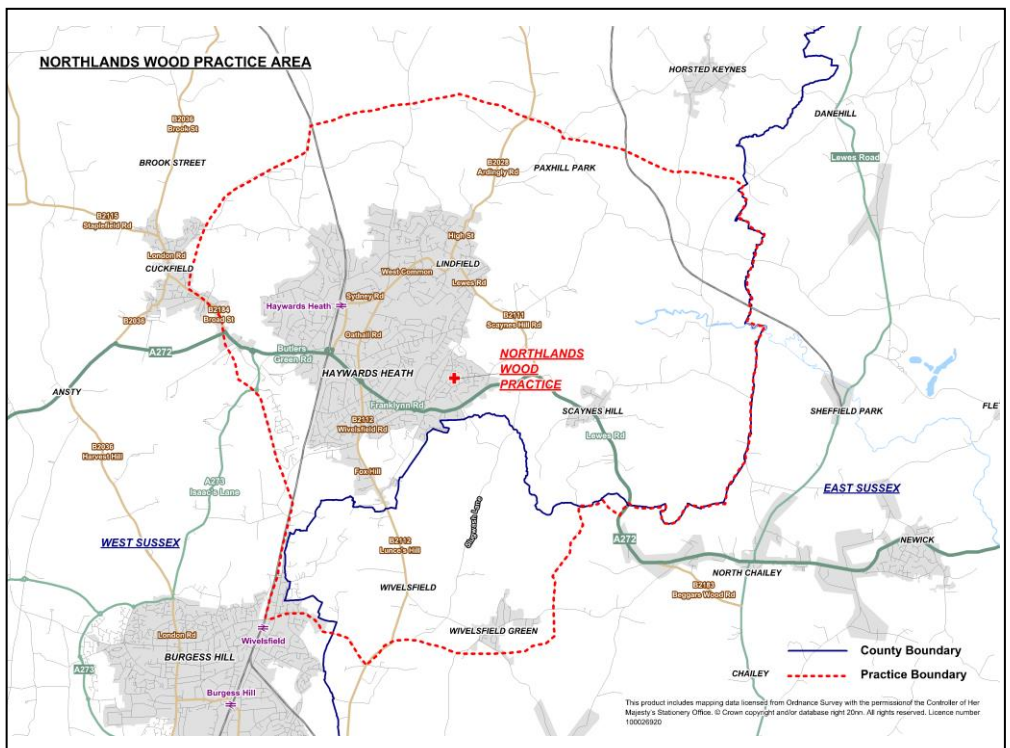 NORTHLANDS WOOD PRACTICE AREA
HORSTED KEYNES
DANEHILL
B2036
Brook St
BROOK STREET
B2028
Ardingly Rd
PAXHILL PARK
Lewes Road
B2115
Staplefield Rd
London Rd
CUCKFIELD
High St
LINDFIELD
West Common
Lewes Rd
Haywards Heath
Sydney Rd
B2184
Broad St
B2036
Oathall Rd
B2111
Scaynes Hill Rd
A272
Butlers
Green Rd
HAYWARDS HEATH
NORTHLANDS
WOOD
PRACTICE
ANSTY
Franklynn Rd
SCAYNES HILL
SHEFFIELD PARK
FLE
B2112
Wivelsfield Rd
Lewes Rd
B2036
Harvest Hill
Fox Hill
A273
Isaac's Lane
EAST SUSSEX
WEST SUSSEX
Slugwash Lane
A272
NEWICK
B2112
Lunce's Hill
NORTH CHAILEY
WIVELSFIELD
B2183
Beggars Wood Rd
WIVELSFIELD GREEN
London Rd
Wivelsfield
BURGESS HILL
A273
Burgess Hill
CHAILEY
County Boundary
Practice Boundary
This product includes mapping data licensed from Ordnance Survey with the permission of the Controller of Her
Majesty's Stationery Office. © Crown copyright and/or database right 20nn. All rights reserved. Licence number
100026920